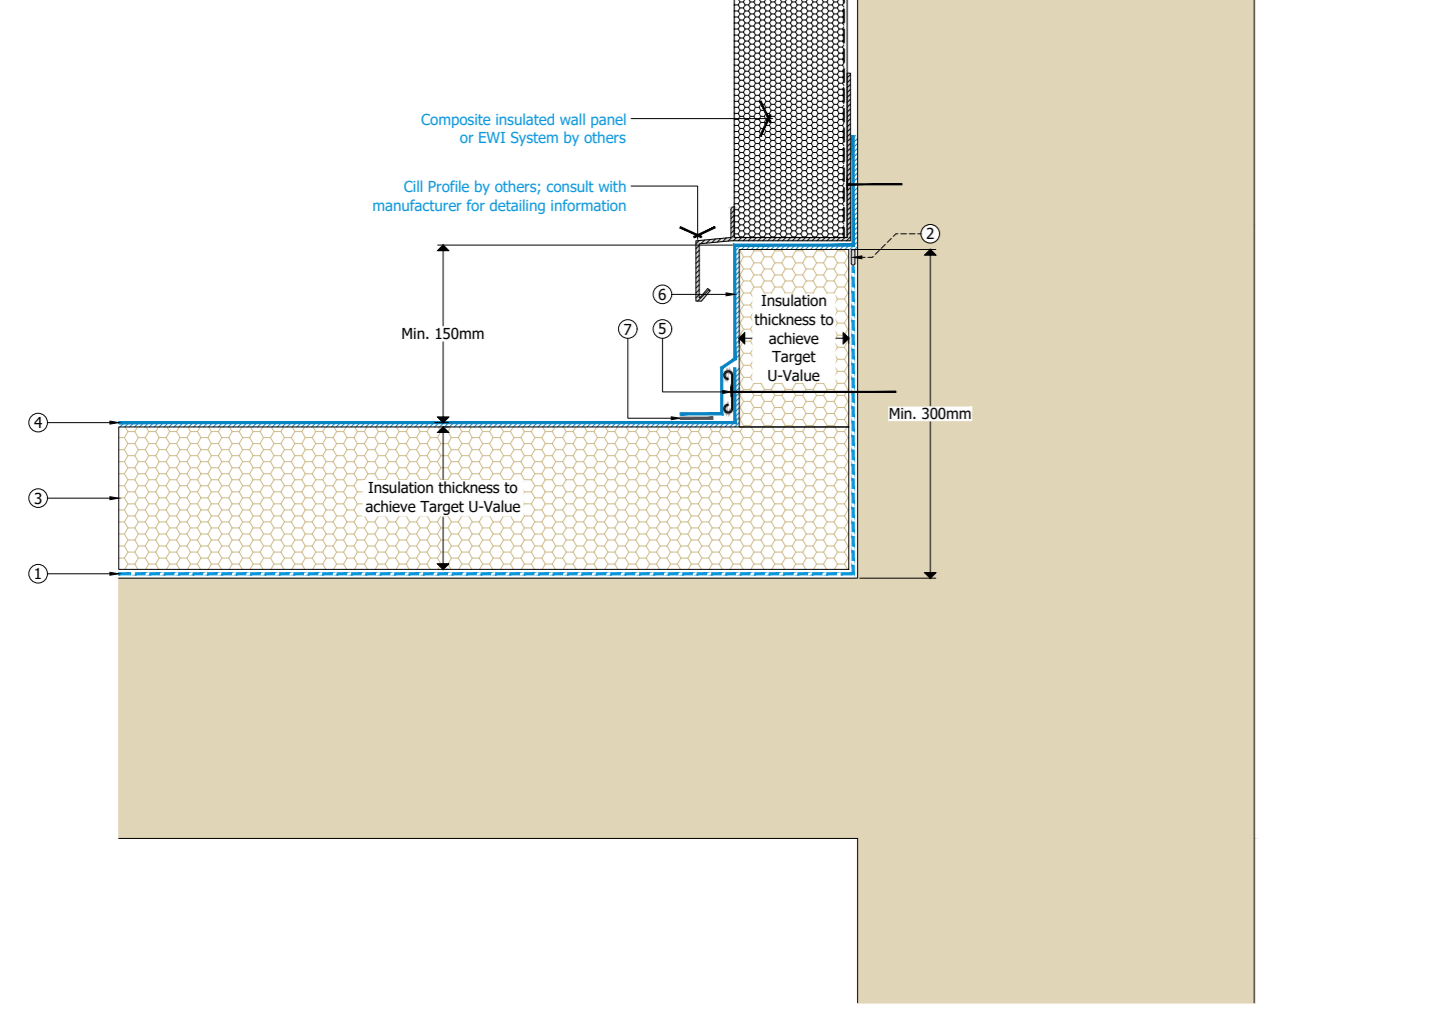 Composite insulated wall panel
or EWI System by others
Cill Profile by others; consult with
manufacturer for detailing information
2
6
Insulation
thickness to
achieve
Target
U-Value
7
5
Min. 150mm
Min. 300mm
4
3
Insulation thickness to
achieve Target U-Value
1